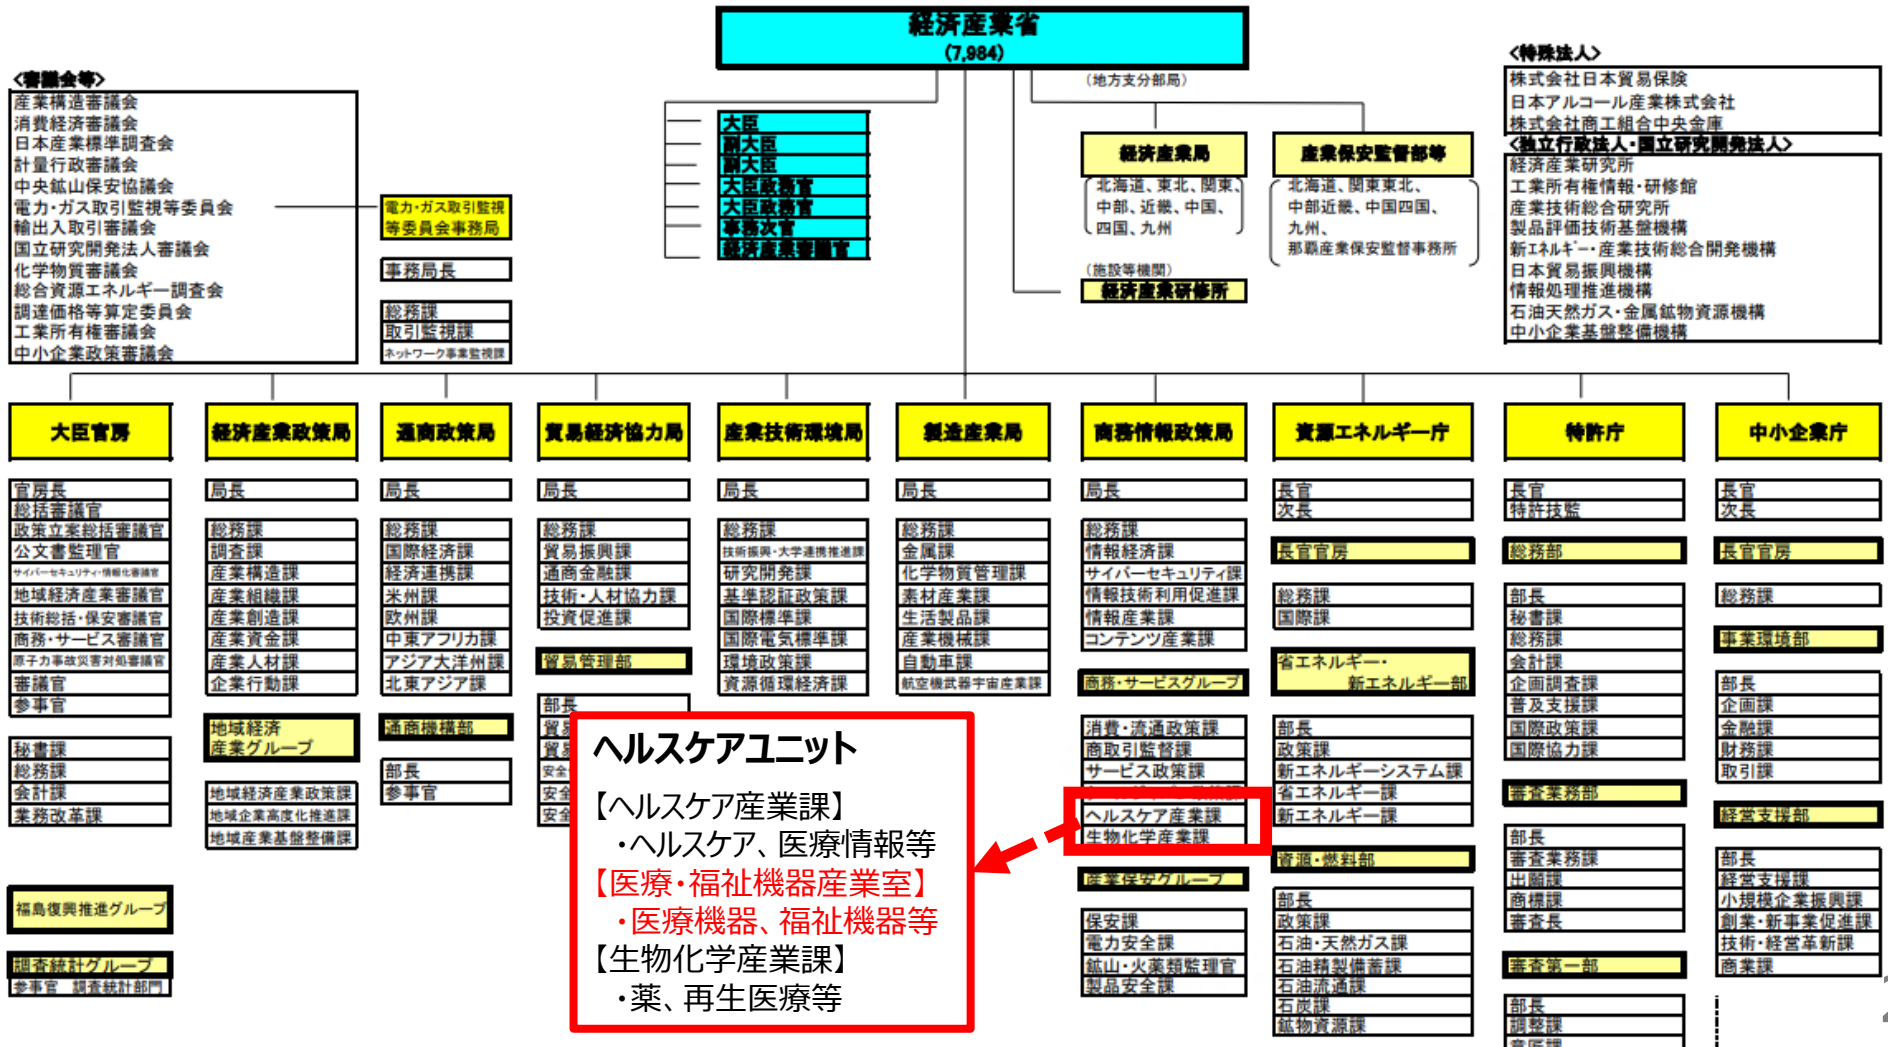 経済産業省
(7,984)
〈審議会等〉
産業構造審議会
消費経済審議会
日本産業標準調査会
計量行政審議会
中央鉱山保安協議会
電力・ガス取引監視等委員会
輸出入取引審議会
国立研究開発法人審議会
化学物質審議会
総合資源エネルギー調査会
調達価格等算定委員会
工業所有権審議会
中小企業政策審議会
電力・ガス取引監視
等委員会事務局
事務局長
総務課
取引監視課
ネットワーク事業監視課
大臣
副大臣
副大臣
大臣政務官
大臣政務官
事務次官
経済産業審議官
(地方支分部局)
経済産業局
北海道、東北、関東、
中部、近畿、中国、
四国、九州
産業保安監督部等
北海道、関東東北、
中部近畿、中国四国、
九州、
那覇産業保安監督事務所
(施設等機関)
経済産業研修所
〈特殊法人〉
株式会社日本貿易保険
日本アルコール産業株式会社
株式会社商工組合中央金庫
〈独立行政法人・国立研究開発法人〉
経済産業研究所
工業所有権情報・研修館
産業技術総合研究所
製品評価技術基盤機構
新エネルギー・産業技術総合開発機構
日本貿易振興機構
情報処理推進機構
石油天然ガス・金属鉱物資源機構
中小企業基盤整備機構
大臣官房
官房長
総括審議官
政策立案総括審議官
公文書監理官
サイバーセキュリティ・情報化審議官
地域経済産業審議官
技術総括・保安審議官
商務・サービス審議官
原子力事故災害対処審議官
審議官
参事官
秘書課
総務課
会計課
業務改革課
福島復興推進グループ
調査統計グループ
参事官 調査統計部門
経済産業政策局
局長
総務課
調査課
産業構造課
産業組織課
産業創造課
産業資金課
産業人材課
企業行動課
地域経済
産業グループ
地域経済産業政策課
地域企業高度化推進課
地域産業基盤整備課
通商政策局
局長
総務課
国際経済課
経済連携課
米州課
欧州課
中東アフリカ課
アジア大洋州課
北東アジア課
通商機構部
部長
参事官
貿易経済協力局
局長
総務課
貿易振興課
通商金融課
技術・人材協力課
投資促進課
貿易管理部
部長
貿
貿
安全
安全
安全
産業技術環境局
局長
総務課
技術振興・大学連携推進課
研究開発課
基準認証政策課
国際標準課
国際電気標準課
環境政策課
資源循環経済課
製造産業局
局長
総務課
金属課
化学物質管理課
素材産業課
生活製品課
産業機械課
自動車課
航空機武器宇宙産業課
商務情報政策局
局長
総務課
情報経済課
サイバーセキュリティ課
情報技術利用促進課
情報産業課
コンテンツ産業課
商務・サービスグループ
消費・流通政策課
商取引監督課
サービス政策課
ヘルスケア産業課
生物化学産業課
産業保安グループ
保安課
電力安全課
鉱山・火薬類監理官
製品安全課
資源エネルギー庁
長官
次長
長官官房
総務課
国際課
省エネルギー・
新エネルギー部
部長
政策課
新エネルギーシステム課
省エネルギー課
新エネルギー課
資源・燃料部
部長
政策課
石油・天然ガス課
石油精製備蓄課
石油流通課
石炭課
鉱物資源課
特許庁
長官
特許技監
総務部
部長
秘書課
総務課
会計課
企画調査課
普及支援課
国際政策課
国際協力課
審査業務部
部長
審査業務課
出願課
商標課
審査長
審査第一部
部長
調整課
意匠課
中小企業庁
長官
次長
長官官房
総務課
事業環境部
部長
企画課
金融課
財務課
取引課
経営支援部
部長
経営支援課
小規模企業振興課
創業・新事業促進課
技術・経営革新課
商業課
ヘルスケアユニット
【ヘルスケア産業課】
・ヘルスケア、医療情報等
【医療・福祉機器産業室】
・医療機器、福祉機器等
【生物化学産業課】
・薬、再生医療等